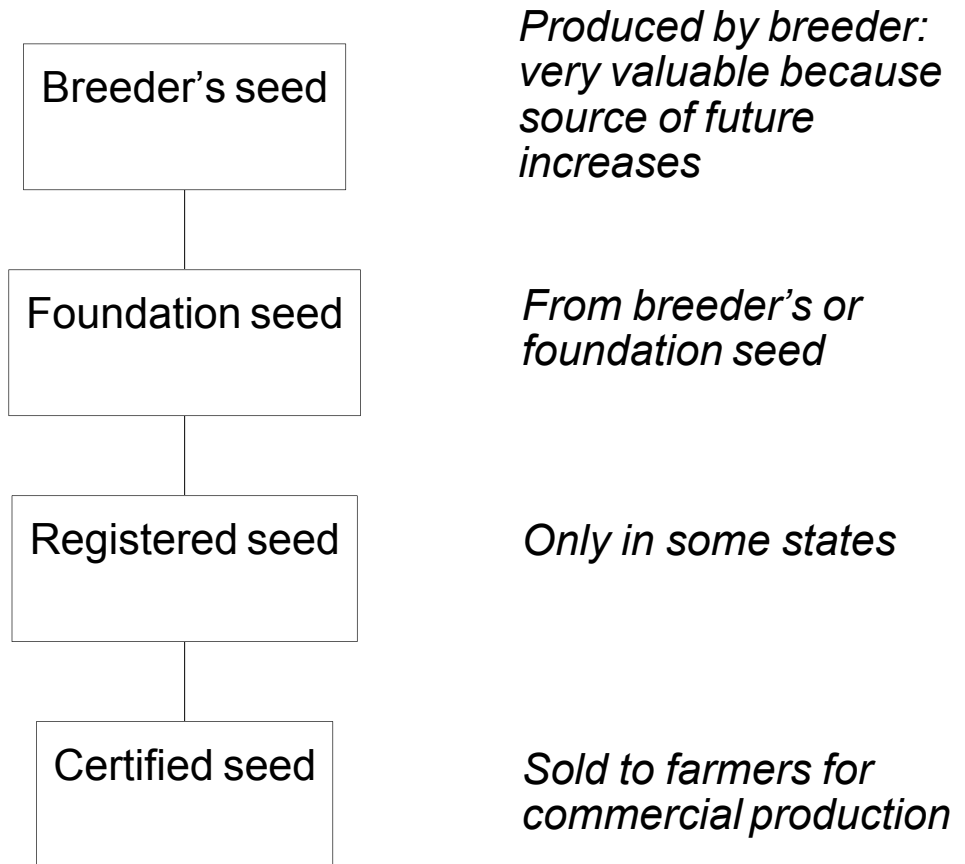 Breeder’s seed
Produced by breeder:
very valuable because
source of future
increases
Foundation seed
From breeder’s or
foundation seed
Registered seed
Only in some states
Certified seed
Sold to farmers for
commercial production